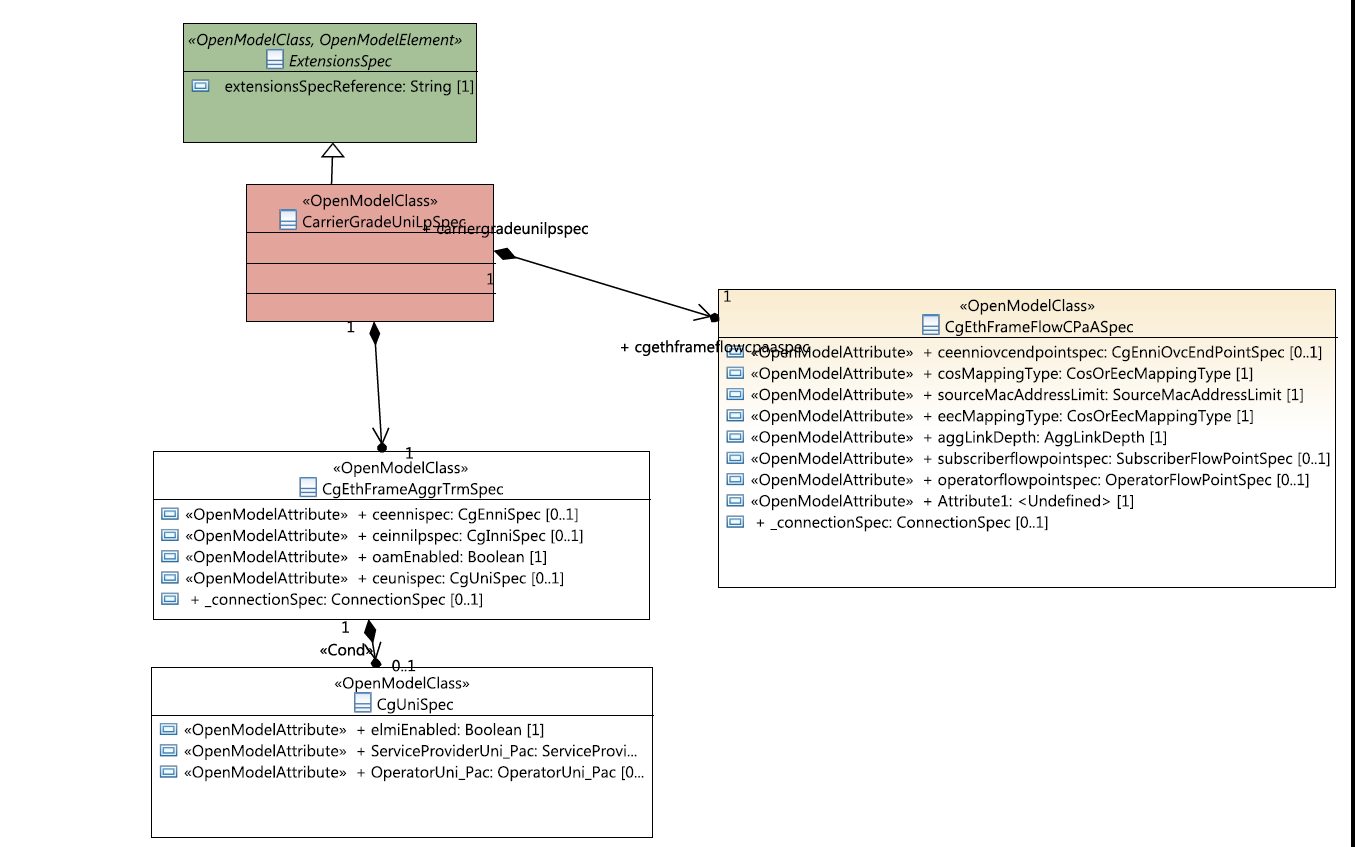 «OpenModelClass, OpenModelElement»
ExtensionsSpec
extensionsSpecReference: String [1]
«OpenModelClass»
CarrierGradeUniLpSpec
+ carriergradeunilpspec
1
1
1
+ cgethframeflowcpaaspec
«OpenModelClass»
CgEthFrameFlowCPaASpec
«OpenModelAttribute» + ceenniovcendpointspec: CgEnniOvcEndPointSpec [0..1]
«OpenModelAttribute» + cosMappingType: CosOrEecMappingType [1]
«OpenModelAttribute» + sourceMacAddressLimit: SourceMacAddressLimit [1]
«OpenModelAttribute» + eecMappingType: CosOrEecMappingType [1]
«OpenModelAttribute» + aggLinkDepth: AggLinkDepth [1]
«OpenModelAttribute» + subscriberflowpointspec: SubscriberFlowPointSpec [0..1]
«OpenModelAttribute» + operatorflowpointspec: OperatorFlowPointSpec [0..1]
«OpenModelAttribute» + Attribute1: <Undefined> [1]
+ _connectionSpec: ConnectionSpec [0..1]
1
«OpenModelClass»
CgEthFrameAggrTrmSpec
«OpenModelAttribute» + ceennispec: CgEnniSpec [0..1]
«OpenModelAttribute» + ceinnilpspec: CgInniSpec [0..1]
«OpenModelAttribute» + oamEnabled: Boolean [1]
«OpenModelAttribute» + ceunispec: CgUniSpec [0..1]
+ _connectionSpec: ConnectionSpec [0..1]
1
«Cond»
0..1
«OpenModelClass»
CgUniSpec
«OpenModelAttribute» + elmiEnabled: Boolean [1]
«OpenModelAttribute» + ServiceProviderUni_Pac: ServiceProvi...
«OpenModelAttribute» + OperatorUni_Pac: OperatorUni_Pac [0...